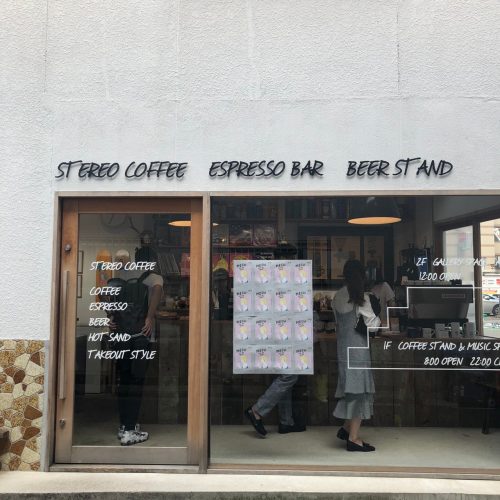 STEREO COFFEE ESPRESSO BAR BEER STAND
STEREO COFFEE
COFFEE
ESPRESSO
BEER
HOT SAND
TAKEOUT STYLE
2F GALLERY SPACE
12:00 OPEN
1F COFFEE STAND & MUSIC
8:00 OPEN 22:00